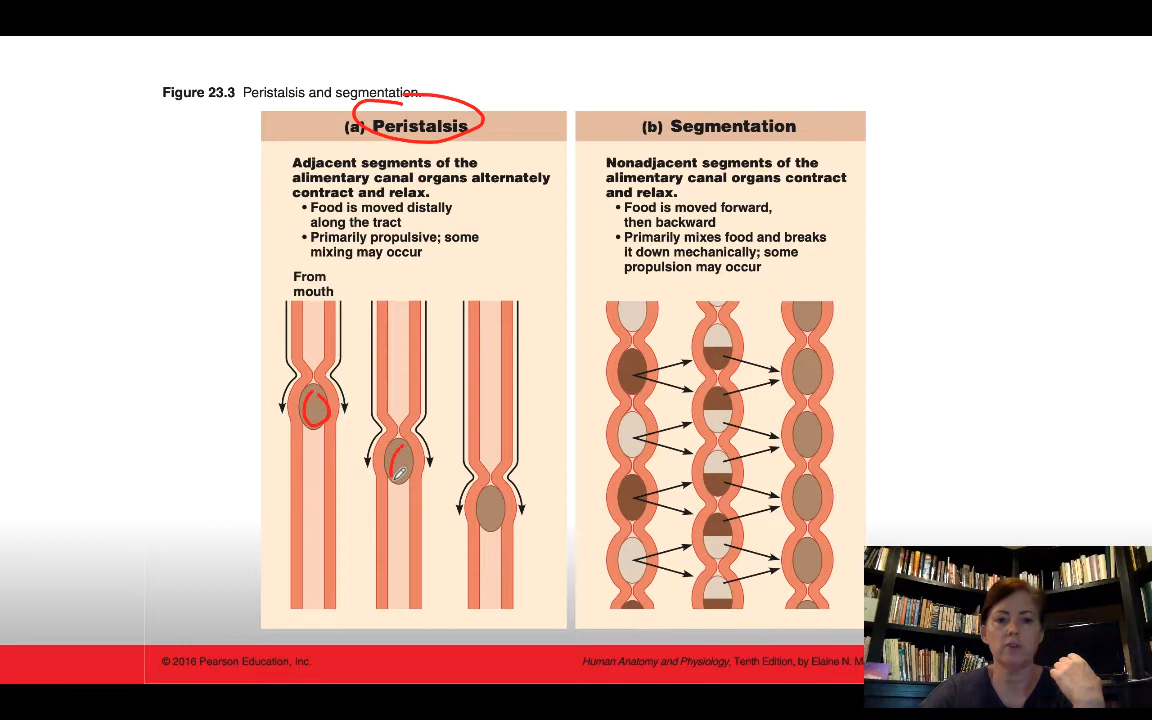 Figure 23.3 Peristalsis and segmentation.
(a) Peristalsis
Adjacent segments of the
alimentary canal organs alternately
contract and relax.
• Food is moved distally
along the tract
• Primarily propulsive; some
mixing may occur
From
mouth
(b) Segmentation
Nonadjacent segments of the
alimentary canal organs contract
and relax.
• Food is moved forward,
then backward
• Primarily mixes food and breaks
it down mechanically; some
propulsion may occur
© 2016 Pearson Education, Inc.
Human Anatomy and Physiology, Tenth Edition, by Elaine N.